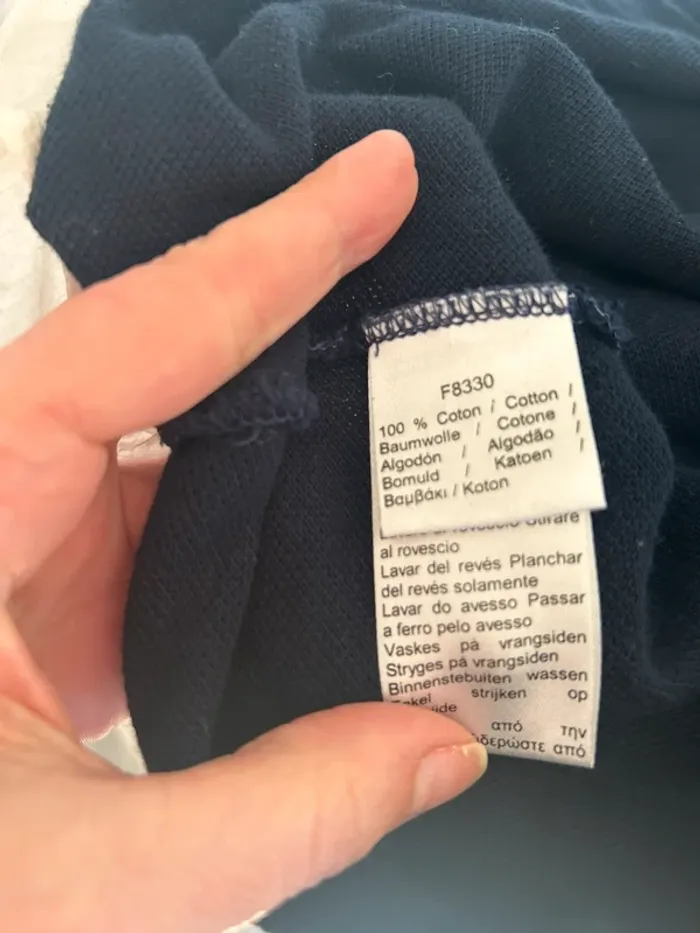 F8330
100 % Coton / Cotton /
Baumwolle / Cotone /
Algodón / Algodão /
Bomuld / Katoen /
Βαμβάκι / Koton
al rovescio
Lavar del revés Planchar
del revés solamente
Lavar do avesso Passar
a ferro pelo avesso
Vaskes på vrangsiden
Stryges på vrangsiden
Binnenstebuiten wassen
strijken op
από την
από